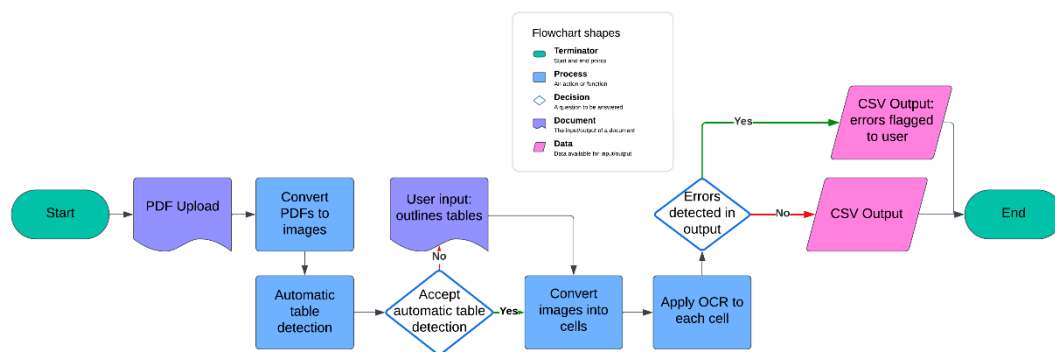 Flowchart shapes
Terminator
Start and end points
Process
An action or function
Decision
A question to be answered
Document
The input/output of a document
Data
Data available for input/output
Start
PDF Upload
Convert
PDFs to
images
Automatic
table
detection
Accept
automatic table
detection
No
User input:
outlines tables
Yes
Convert
images into
cells
Apply OCR to
each cell
Errors
detected in
output
Yes
CSV Output:
errors flagged
to user
No
CSV Output
End